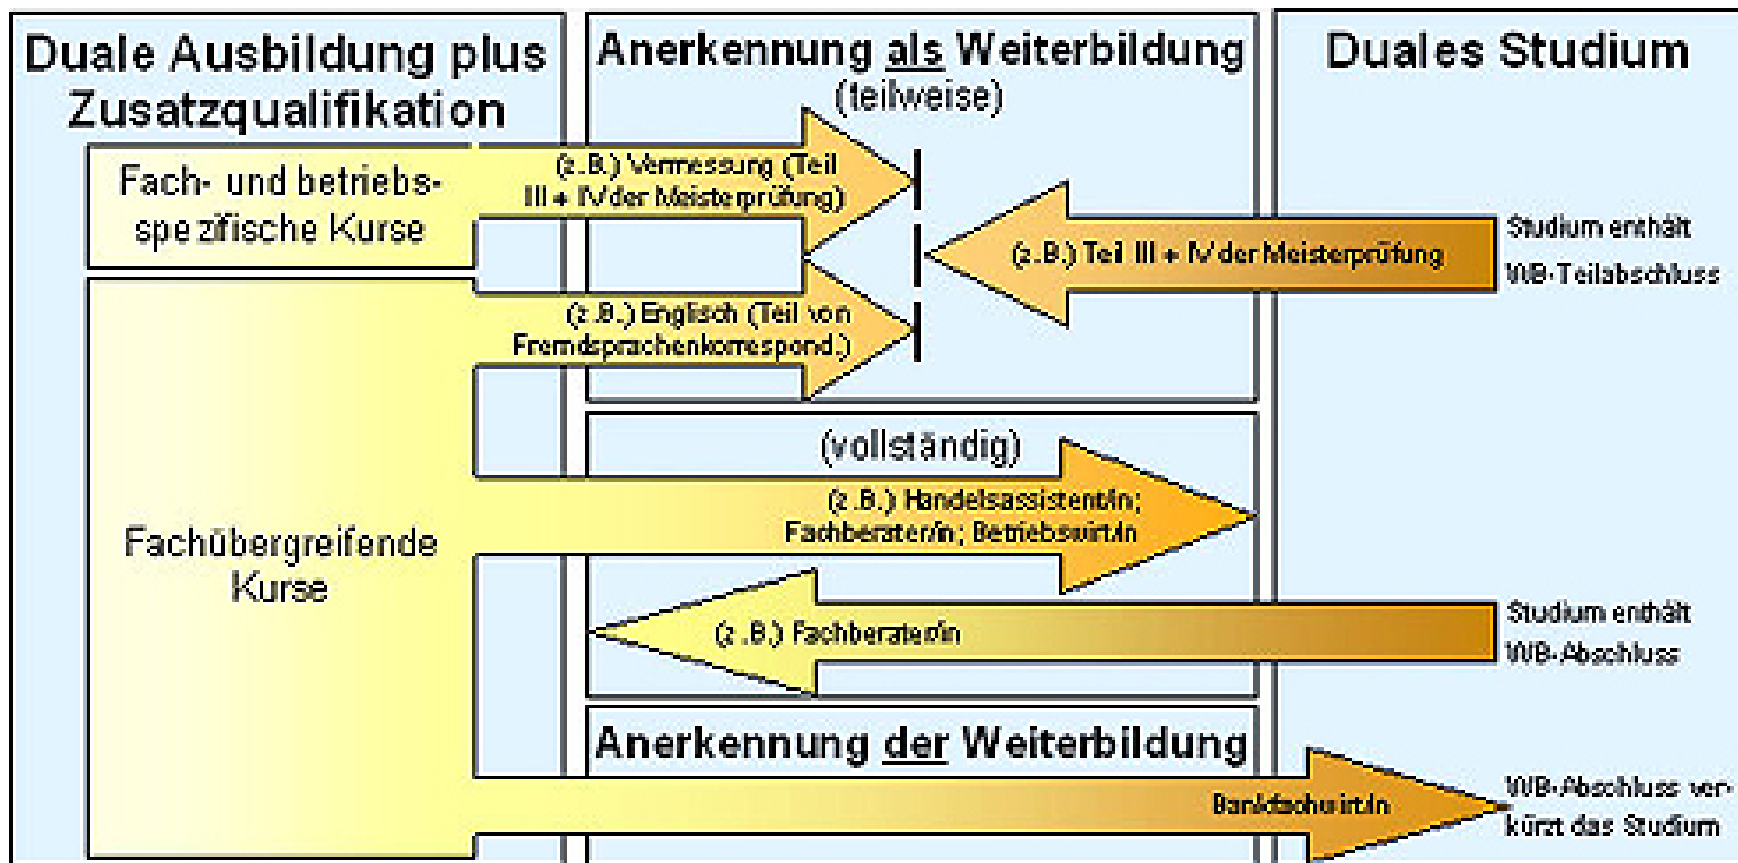 Duale Ausbildung plus
Zusatzqualifikation
Fach- und betriebs-
spezifische Kurse
Fachübergreifende
Kurse
Anerkennung als Weiterbildung
(teilweise)
(z.B.) Vermessung (Teil
III + IV der Meisterprüfung)
(z.B.) Teil III + IV der Meisterprüfung
(z.B.) Englisch (Teil von
Fremdsprachenkorrespond.)
(vollständig)
(z.B.) Handelsassistent/in;
Fachberater/in; Betriebswirt/in
(z.B.) Fachberater/in
Anerkennung der Weiterbildung
Bankfachwirt/in
Duales Studium
Studium enthält
WB-Teilabschluss
Studium enthält
WB-Abschluss
WB-Abschluss ver-
kürzt das Studium